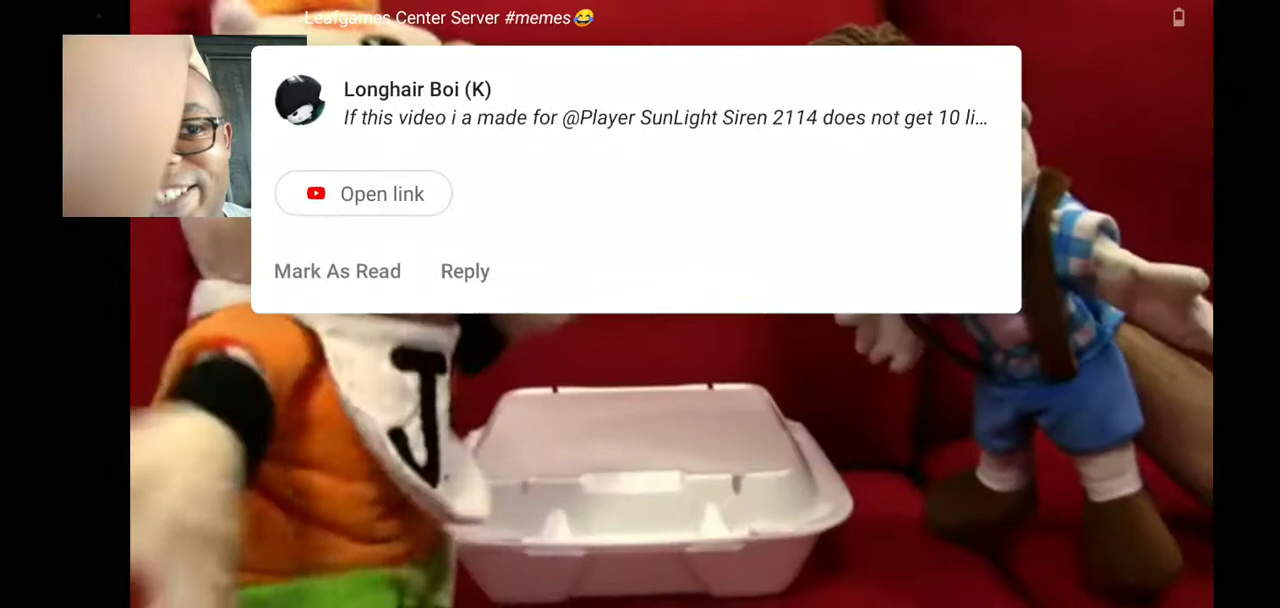 Leafgames Center Server #memes😂
Longhair Boi (K)
If this video i a made for @Player SunLight Siren 2114 does not get 10 li…
Open link
Mark As Read
Reply
J